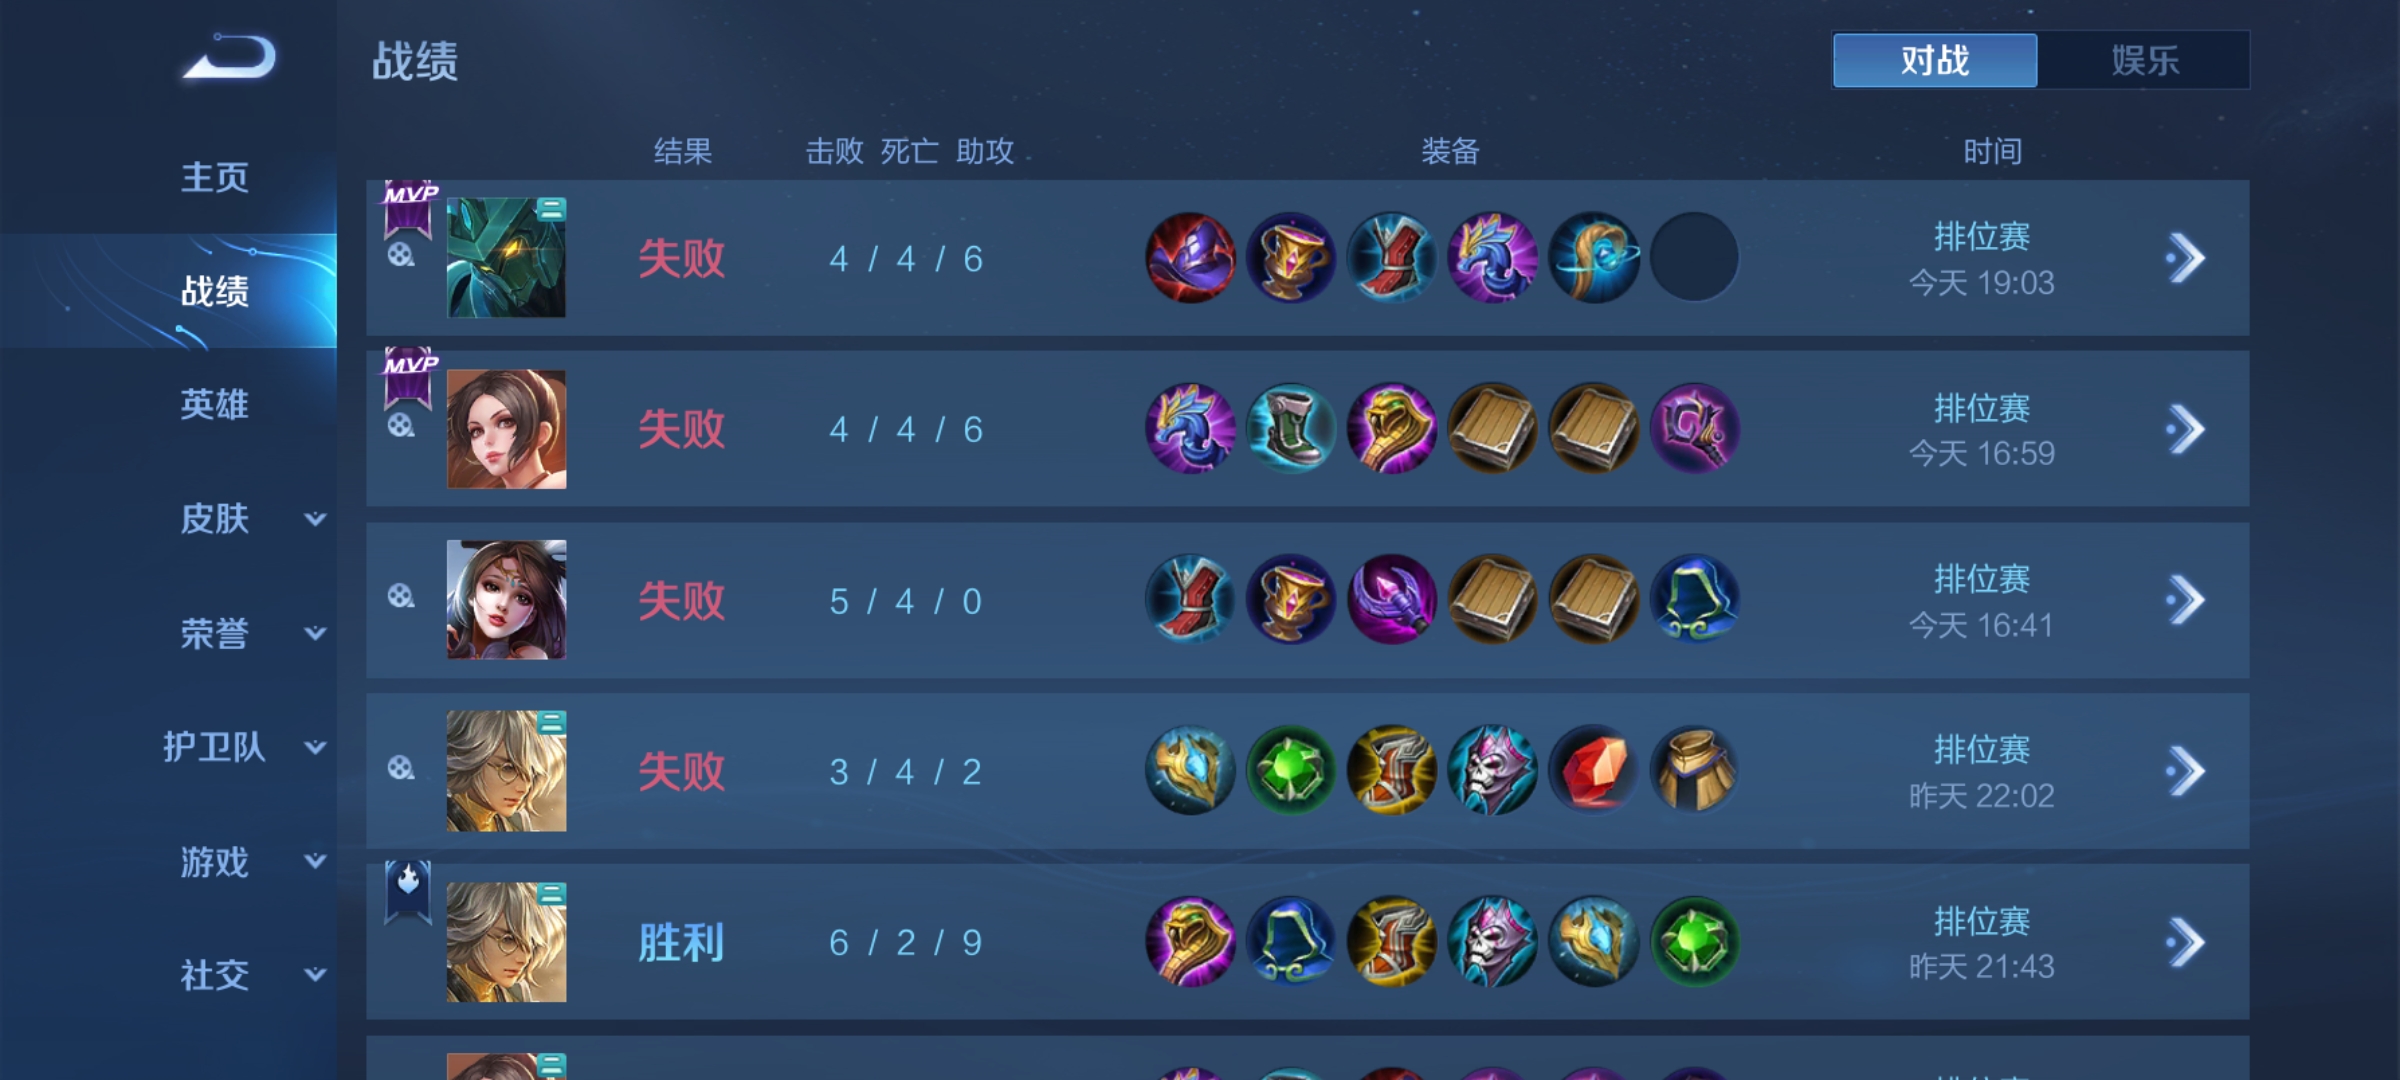 战绩
对战
娱乐
主页
战绩
英雄
皮肤
荣誉
护卫队
游戏
社交
结果
击败 死亡 助攻
装备
时间
MVP
失败
4 / 4 / 6
排位赛
今天 19:03
MVP
失败
4 / 4 / 6
排位赛
今天 16:59
失败
5 / 4 / 0
排位赛
今天 16:41
失败
3 / 4 / 2
排位赛
昨天 22:02
胜利
6 / 2 / 9
排位赛
昨天 21:43